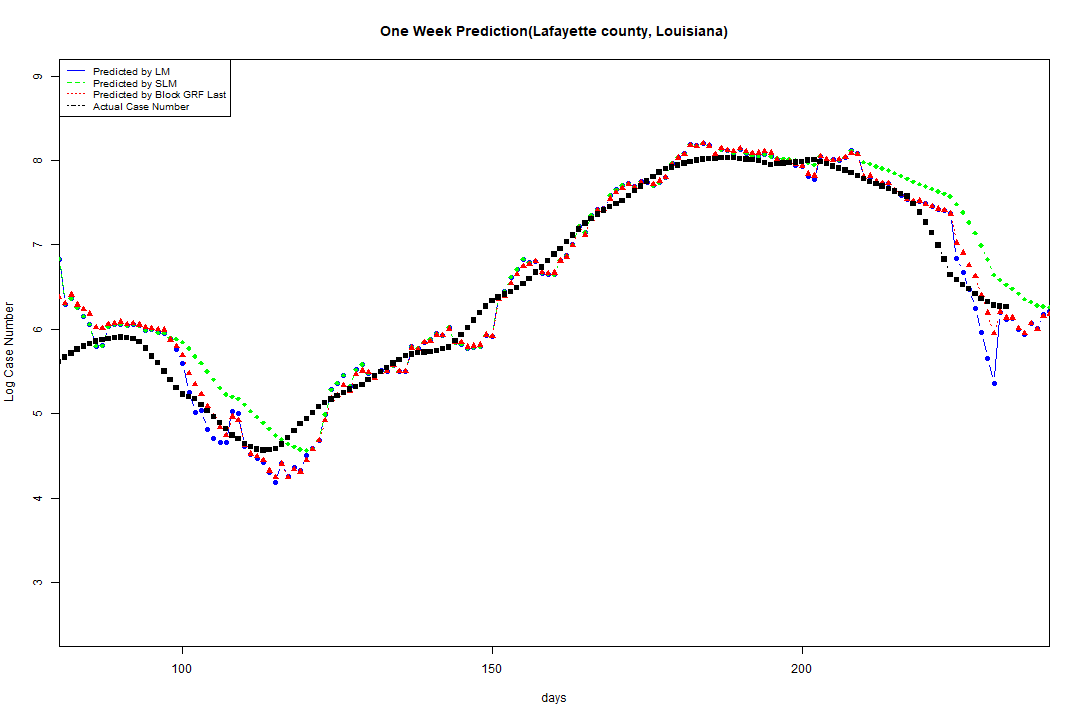 One Week Prediction(Lafayette county, Louisiana)
Predicted by LM
Predicted by SLM
Predicted by Block GRF Last
Actual Case Number
9
8
7
6
5
4
3
Log Case Number
100 150 200
days